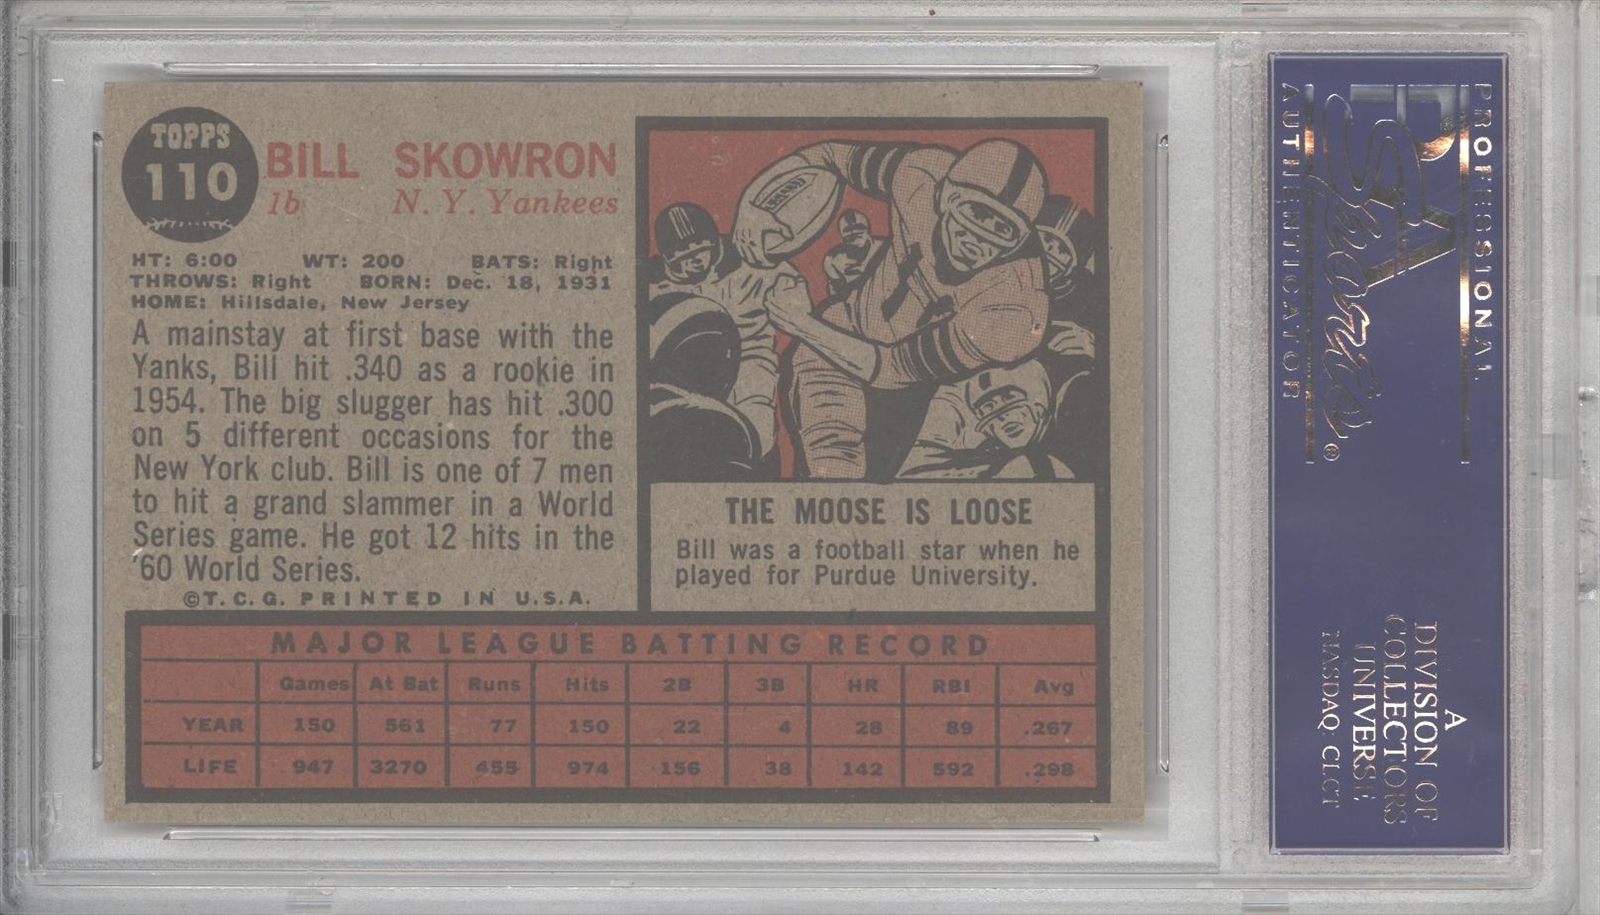 TOPPS
110
BILL SKOWRON
1b N. Y. Yankees
HT: 6:00 WT: 200 BATS: Right
THROWS: Right BORN: Dec. 18, 1931
HOME: Hillsdale, New Jersey
A mainstay at first base with the
Yanks, Bill hit .340 as a rookie in
1954. The big slugger has hit .300
on 5 different occasions for the
New York club. Bill is one of 7 men
to hit a grand slammer in a World
Series game. He got 12 hits in the
'60 World Series.
©T.C.G. PRINTED IN U.S.A.
THE MOOSE IS LOOSE
Bill was a football star when he
played for Purdue University.
MAJOR LEAGUE BATTING RECORD
Games At Bat Runs Hits 2B 3B HR RBI Avg
YEAR 150 561 77 150 22 4 28 89 .267
LIFE 947 3270 455 974 156 38 142 592 .298
PROFESSIONAL
PSA
Sports
®
AUTHENTICATOR
A
DIVISION OF
COLLECTORS
UNIVERSE
NASDAQ CLCT